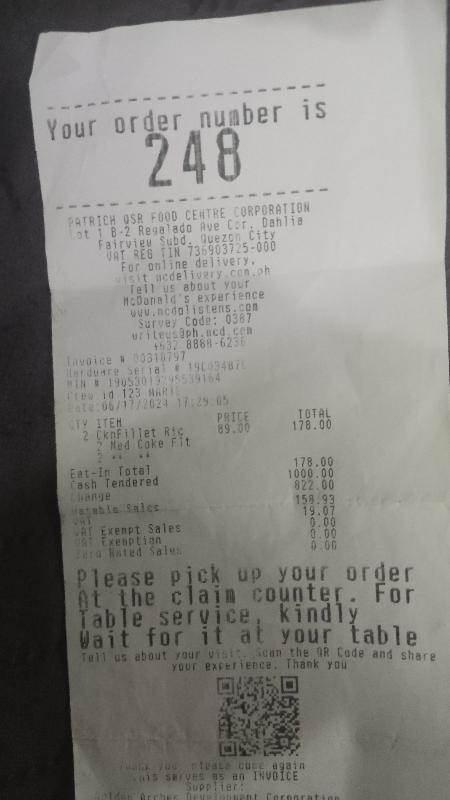 Your order number is
248
PATRICH QSR FOOD CENTRE CORPORATION
Lot 1 B-2 Regalado Ave Cor. Dahlia
Fairview Subd. Quezon City
VAT REG TIN 736903725-000
For online delivery,
visit mcdelivery.com.ph
Tell us about your
McDonald's experience
www.mcdolistens.com
Survey Code: 0387
writeus@ph.mcd.com
+632 8888-6236
Invoice # 00318797
Hardware Serial #
MIN # 19053019295539164
Crew id 123 MARIE
Date:06/17/2024 17:29:05
QTY ITEM PRICE TOTAL
2 CknFillet Ric 89.00 178.00
2 Med Coke Flt
2 " "
Eat-In Total 178.00
Cash Tendered 1000.00
Change 822.00
Vatable Sales 158.93
VAT 19.07
VAT Exempt Sales 0.00
VAT Exemption 0.00
Zero Rated Sales 0.00
Please pick up your order
At the claim counter. For
Table service, kindly
Wait for it at your table
Tell us about your visit. Scan the QR Code and share
your experience. Thank you
Thank you, please come again
This serves as an INVOICE
Supplier:
Golden Arches Development Corporation